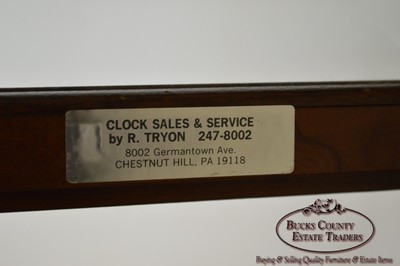 CLOCK SALES & SERVICE
by R. TRYON 247-8002
8002 Germantown Ave.
CHESTNUT HILL, PA 19118
BUCKS COUNTY
ESTATE TRADERS
Buying & Selling Quality Furniture & Estate Items